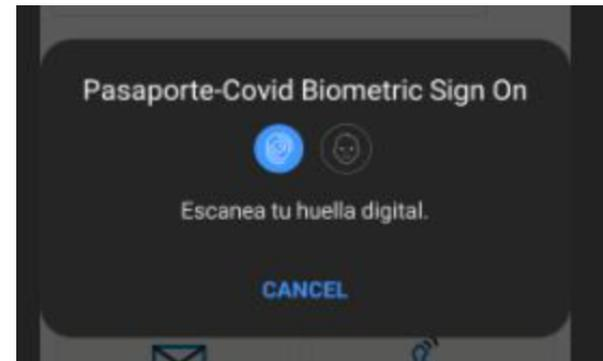 Pasaporte-Covid Biometric Sign On
Escanea tu huella digital.
CANCEL